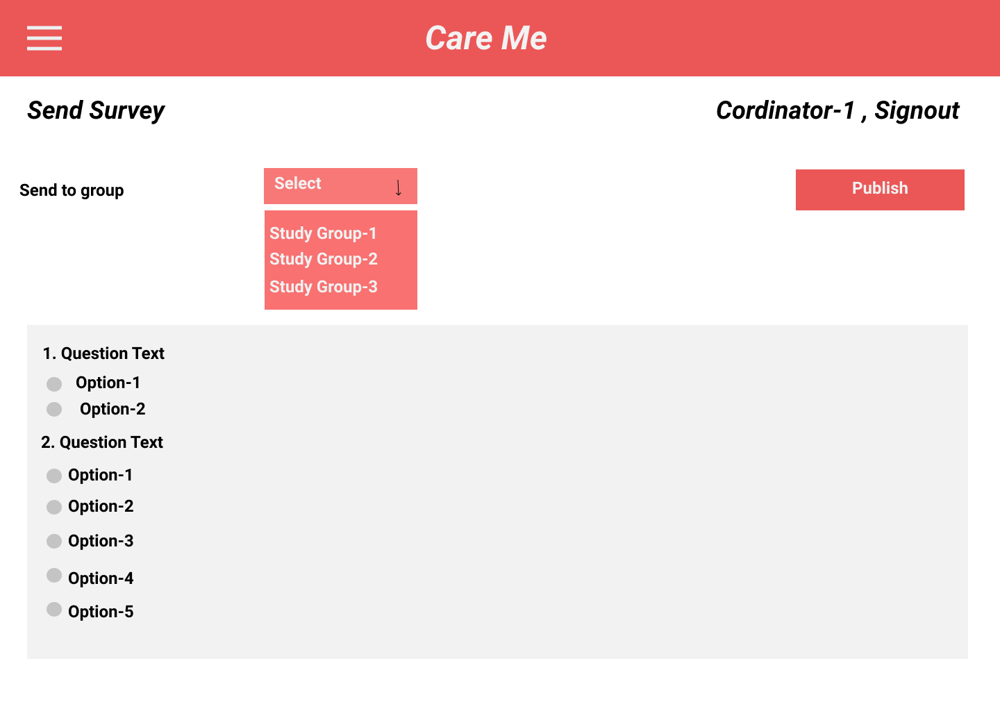 Care Me
Send Survey
Cordinator-1 , Signout
Send to group
Select
Publish
Study Group-1
Study Group-2
Study Group-3
1. Question Text
Option-1
Option-2
2. Question Text
Option-1
Option-2
Option-3
Option-4
Option-5